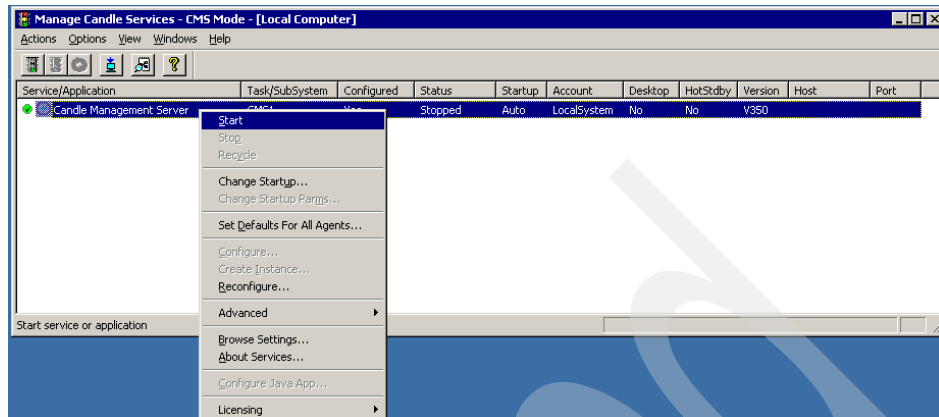 Manage Candle Services - CMS Mode - [Local Computer]
Actions Options View Windows Help
Service/Application Task/SubSystem Configured Status Startup Account Desktop HotStdby Version Host Port
Candle Management Server CMS1 Yes Stopped Auto LocalSystem No No V350
Start
Stop
Recycle
Change Startup...
Change Startup Parms...
Set Defaults For All Agents...
Configure...
Create Instance...
Reconfigure...
Advanced
Start service or application
Browse Settings...
About Services...
Configure Java App...
Licensing